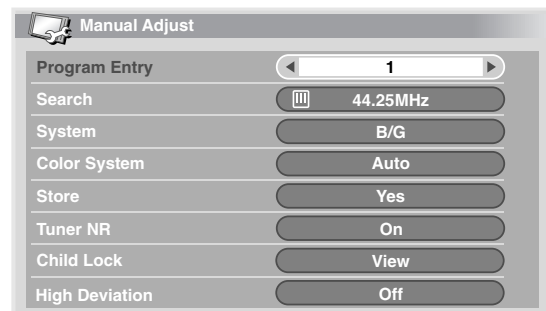 Manual Adjust
Program Entry 1
Search 44.25MHz
System B/G
Color System Auto
Store Yes
Tuner NR On
Child Lock View
High Deviation Off